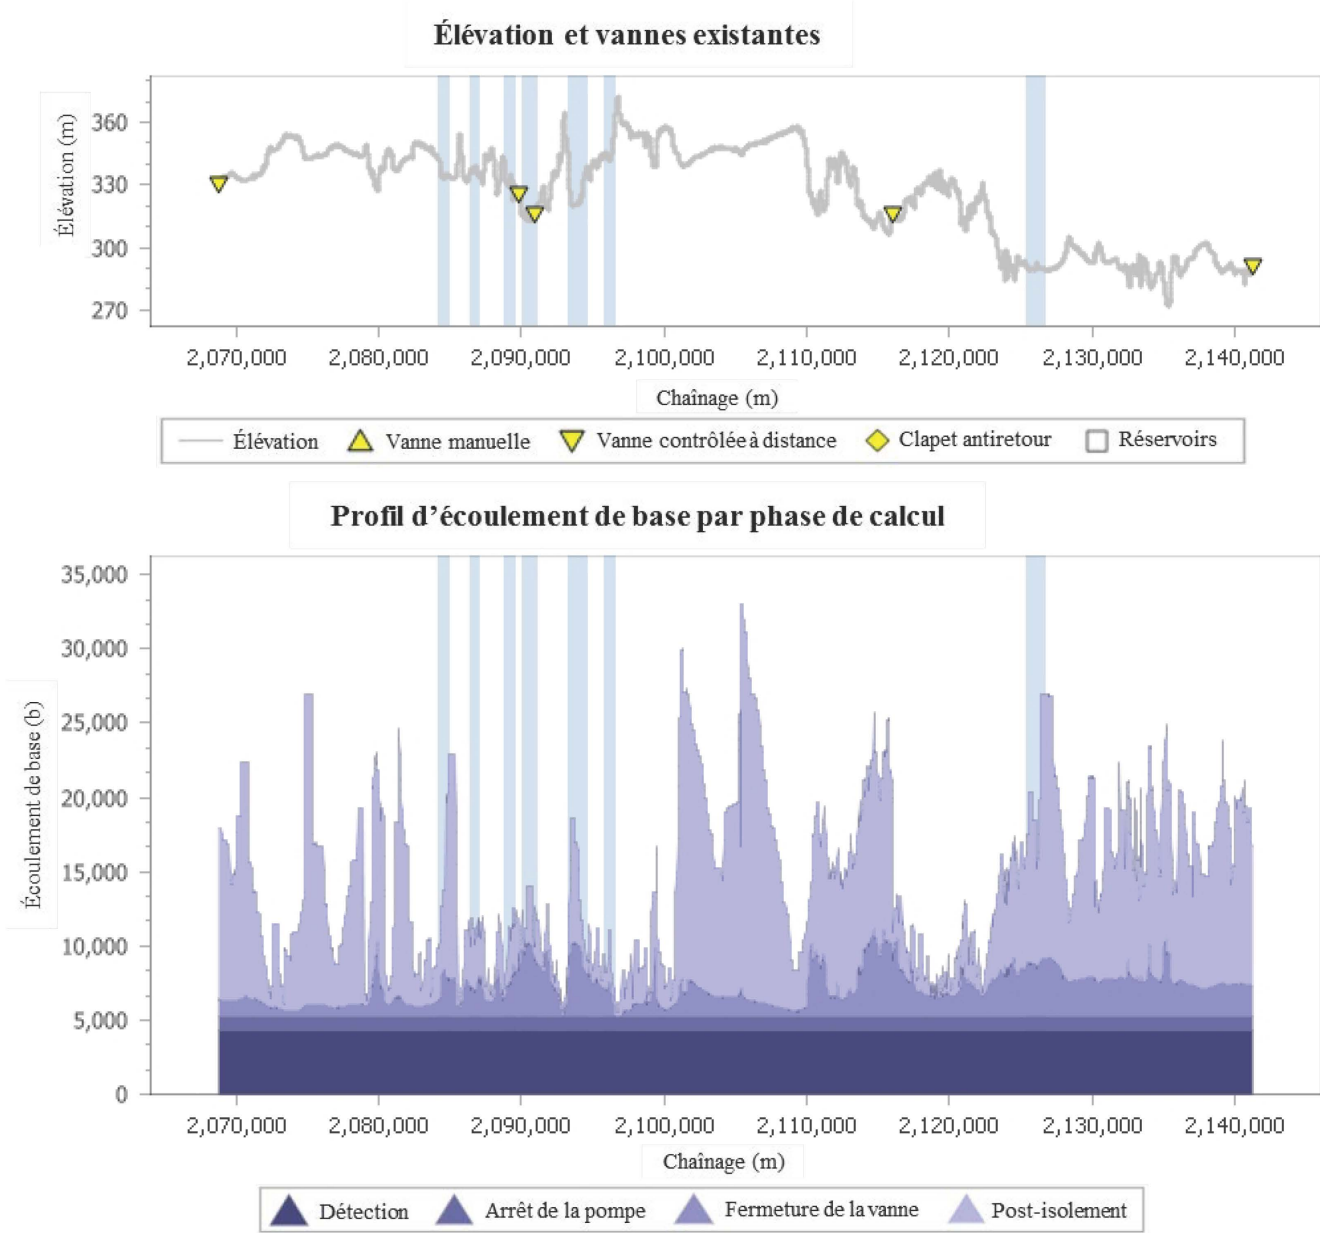 Élévation et vannes existantes
Élévation (m)
360
330
300
270
2,070,000 2,080,000 2,090,000 2,100,000 2,110,000 2,120,000 2,130,000 2,140,000
Chaînage (m)
Élévation Vanne manuelle Vanne contrôlée à distance Clapet antiretour Réservoirs
Profil d'écoulement de base par phase de calcul
Écoulement de base (b)
35,000
30,000
25,000
20,000
15,000
10,000
5,000
0
2,070,000 2,080,000 2,090,000 2,100,000 2,110,000 2,120,000 2,130,000 2,140,000
Chaînage (m)
Détection Arrêt de la pompe Fermeture de la vanne Post-isolement